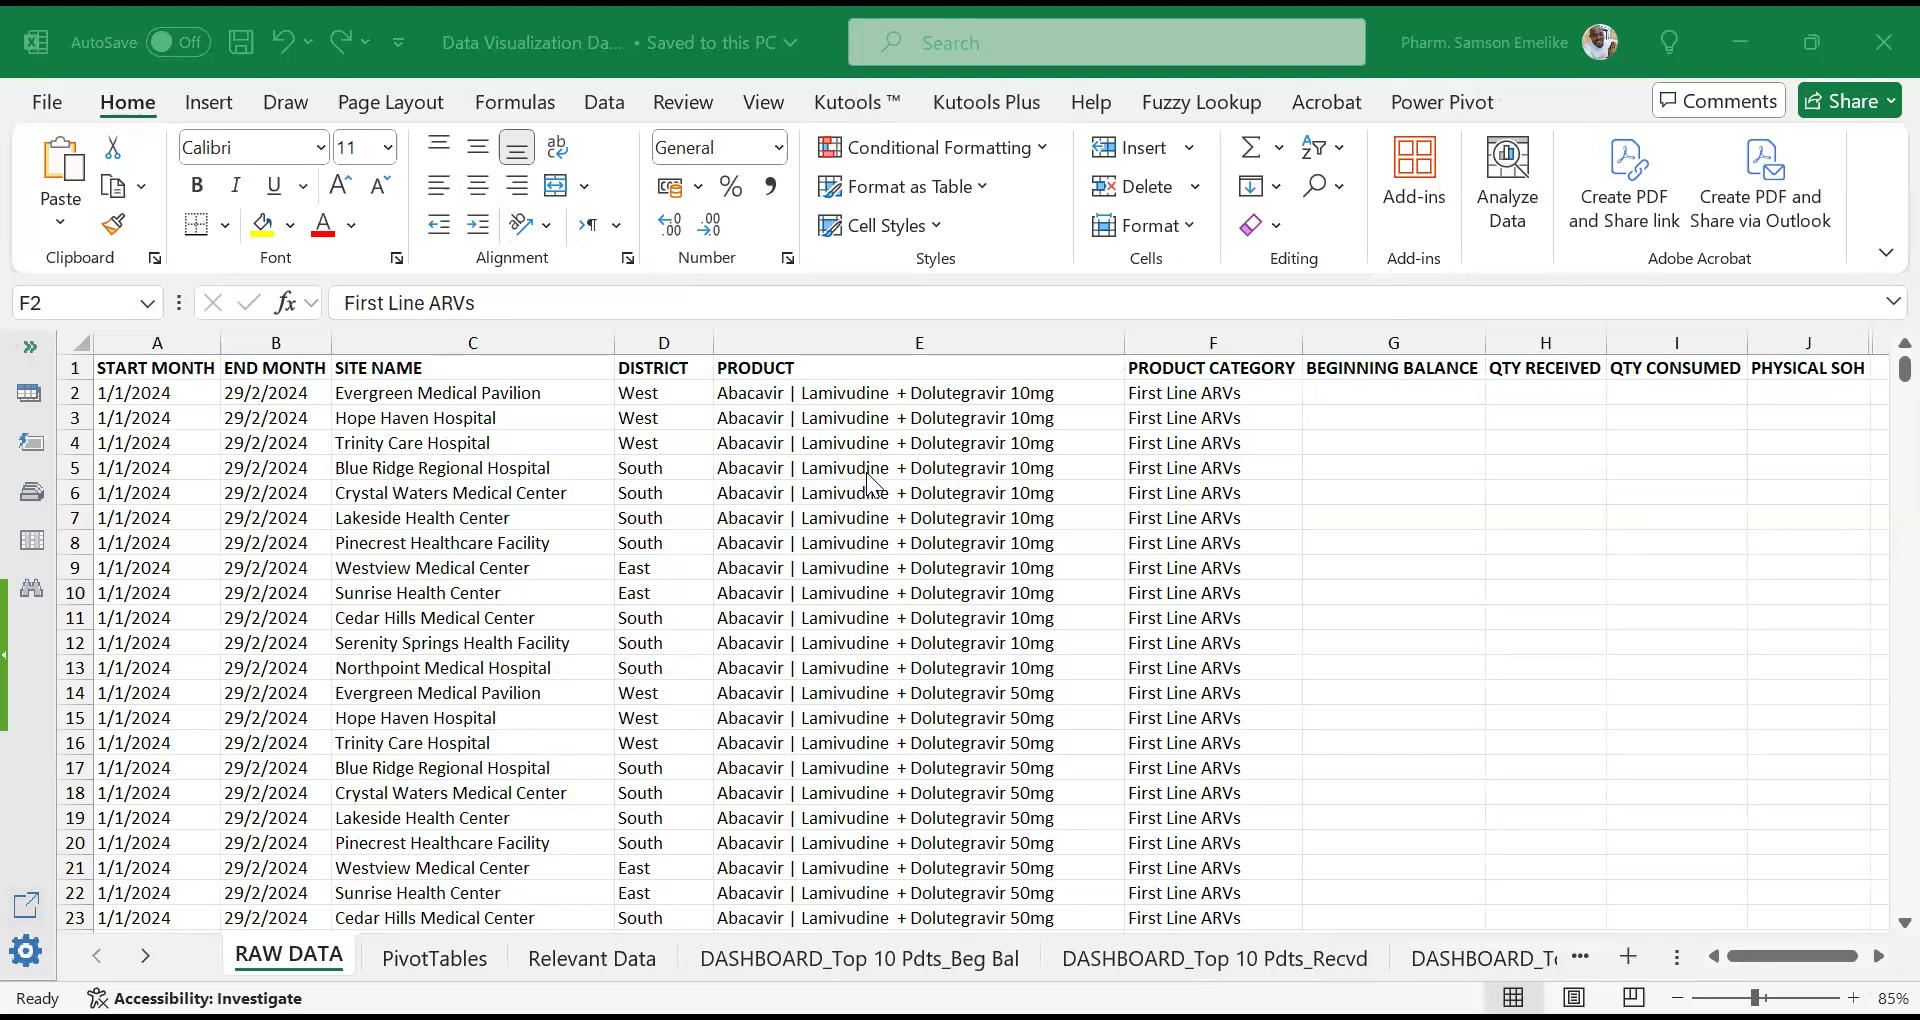 AutoSave Off Data Visualization Da... • Saved to this PC Search Pharm. Samson Emelike
File Home Insert Draw Page Layout Formulas Data Review View Kutools ™ Kutools Plus Help Fuzzy Lookup Acrobat Power Pivot Comments Share
Paste Calibri 11 General Conditional Formatting Format as Table Cell Styles Insert Delete Format Add-ins Analyze Data Create PDF and Share link Create PDF and Share via Outlook
Clipboard Font Alignment Number Styles Cells Editing Add-ins Adobe Acrobat
F2 fx First Line ARVs
A B C D E F G H I J
1 START MONTH END MONTH SITE NAME DISTRICT PRODUCT PRODUCT CATEGORY BEGINNING BALANCE QTY RECEIVED QTY CONSUMED PHYSICAL SOH
2 1/1/2024 29/2/2024 Evergreen Medical Pavilion West Abacavir | Lamivudine + Dolutegravir 10mg First Line ARVs
3 1/1/2024 29/2/2024 Hope Haven Hospital West Abacavir | Lamivudine + Dolutegravir 10mg First Line ARVs
4 1/1/2024 29/2/2024 Trinity Care Hospital West Abacavir | Lamivudine + Dolutegravir 10mg First Line ARVs
5 1/1/2024 29/2/2024 Blue Ridge Regional Hospital South Abacavir | Lamivudine + Dolutegravir 10mg First Line ARVs
6 1/1/2024 29/2/2024 Crystal Waters Medical Center South Abacavir | Lamivudine + Dolutegravir 10mg First Line ARVs
7 1/1/2024 29/2/2024 Lakeside Health Center South Abacavir | Lamivudine + Dolutegravir 10mg First Line ARVs
8 1/1/2024 29/2/2024 Pinecrest Healthcare Facility South Abacavir | Lamivudine + Dolutegravir 10mg First Line ARVs
9 1/1/2024 29/2/2024 Westview Medical Center East Abacavir | Lamivudine + Dolutegravir 10mg First Line ARVs
10 1/1/2024 29/2/2024 Sunrise Health Center East Abacavir | Lamivudine + Dolutegravir 10mg First Line ARVs
11 1/1/2024 29/2/2024 Cedar Hills Medical Center South Abacavir | Lamivudine + Dolutegravir 10mg First Line ARVs
12 1/1/2024 29/2/2024 Serenity Springs Health Facility South Abacavir | Lamivudine + Dolutegravir 10mg First Line ARVs
13 1/1/2024 29/2/2024 Northpoint Medical Hospital South Abacavir | Lamivudine + Dolutegravir 10mg First Line ARVs
14 1/1/2024 29/2/2024 Evergreen Medical Pavilion West Abacavir | Lamivudine + Dolutegravir 50mg First Line ARVs
15 1/1/2024 29/2/2024 Hope Haven Hospital West Abacavir | Lamivudine + Dolutegravir 50mg First Line ARVs
16 1/1/2024 29/2/2024 Trinity Care Hospital West Abacavir | Lamivudine + Dolutegravir 50mg First Line ARVs
17 1/1/2024 29/2/2024 Blue Ridge Regional Hospital South Abacavir | Lamivudine + Dolutegravir 50mg First Line ARVs
18 1/1/2024 29/2/2024 Crystal Waters Medical Center South Abacavir | Lamivudine + Dolutegravir 50mg First Line ARVs
19 1/1/2024 29/2/2024 Lakeside Health Center South Abacavir | Lamivudine + Dolutegravir 50mg First Line ARVs
20 1/1/2024 29/2/2024 Pinecrest Healthcare Facility South Abacavir | Lamivudine + Dolutegravir 50mg First Line ARVs
21 1/1/2024 29/2/2024 Westview Medical Center East Abacavir | Lamivudine + Dolutegravir 50mg First Line ARVs
22 1/1/2024 29/2/2024 Sunrise Health Center East Abacavir | Lamivudine + Dolutegravir 50mg First Line ARVs
23 1/1/2024 29/2/2024 Cedar Hills Medical Center South Abacavir | Lamivudine + Dolutegravir 50mg First Line ARVs
RAW DATA PivotTables Relevant Data DASHBOARD_Top 10 Pdts_Beg Bal DASHBOARD_Top 10 Pdts_Recvd DASHBOARD_T
Ready Accessibility: Investigate 85%